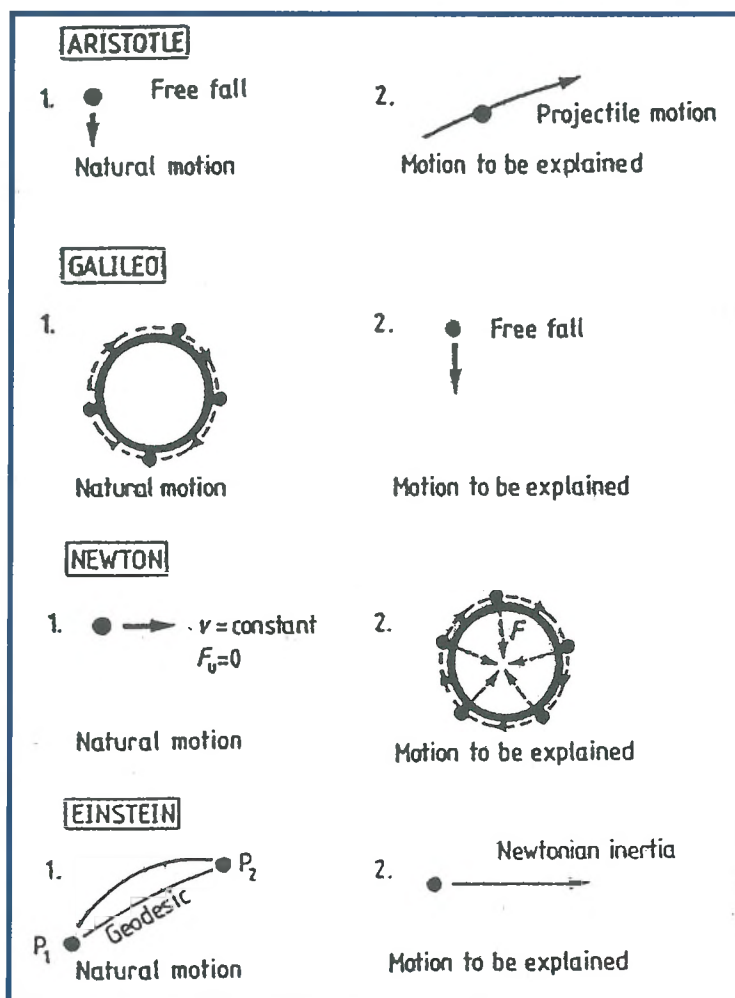 ARISTOTLE
1. Free fall
Natural motion
2. Projectile motion
Motion to be explained
GALILEO
1.
Natural motion
2. Free fall
Motion to be explained
NEWTON
1. v = constant
F_u=0
Natural motion
2. F
Motion to be explained
EINSTEIN
1. P₂
Geodesic
P₁
Natural motion
2. Newtonian inertia
Motion to be explained